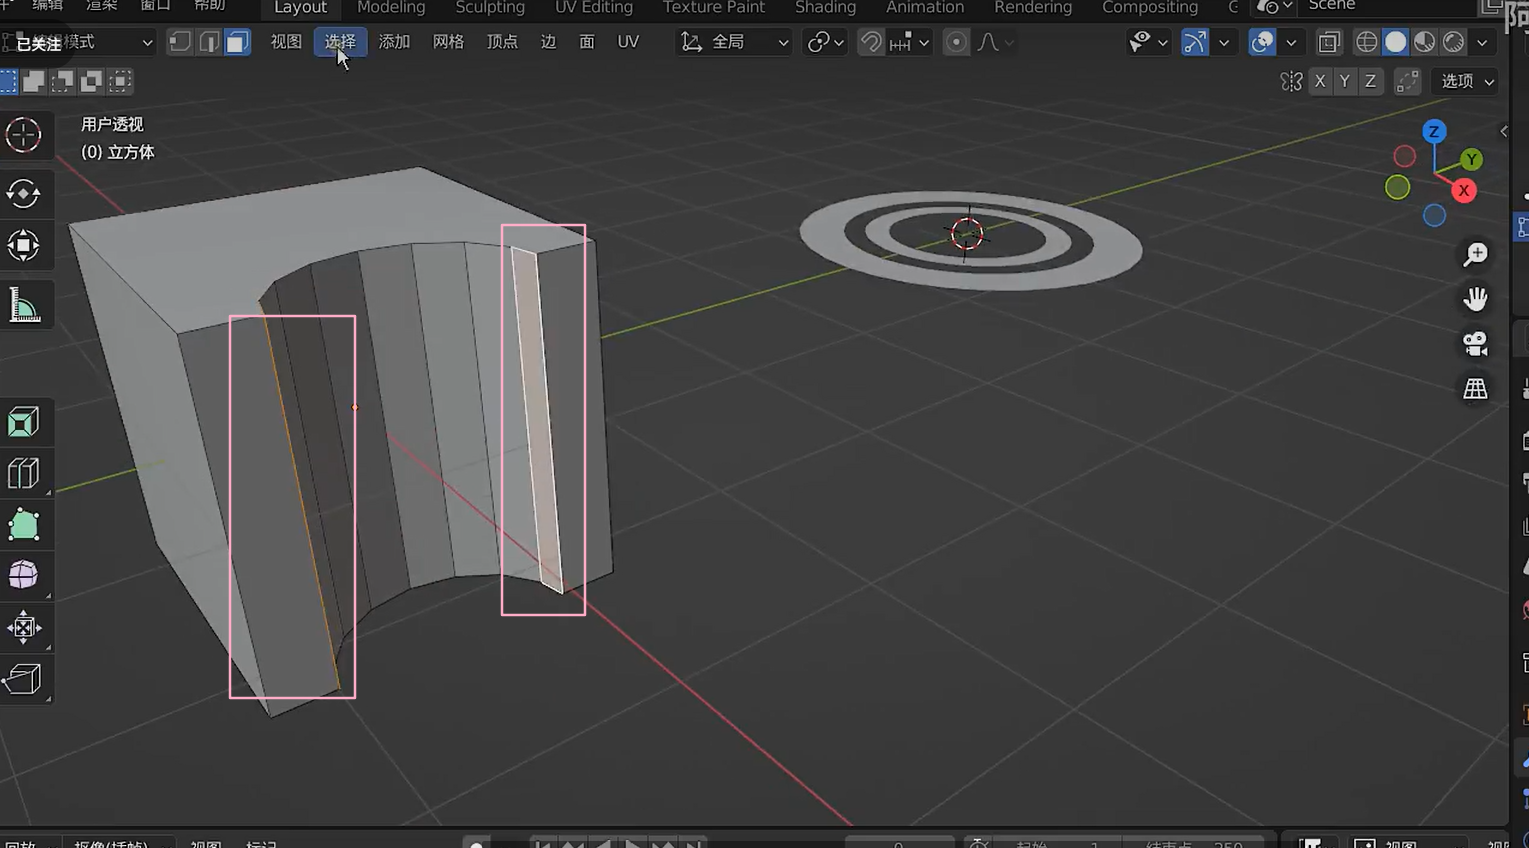 编辑 渲染 窗口 帮助 Layout Modeling Sculpting UV Editing Texture Paint Shading Animation Rendering Compositing Scene
已关注 模式 视图 选择 添加 网格 顶点 边 面 UV 全局
X Y Z 选项
用户透视
(0) 立方体
Z
Y
X
回放 抠像(插帧) 视图 标记 0 起始 1 结束点 250 视图